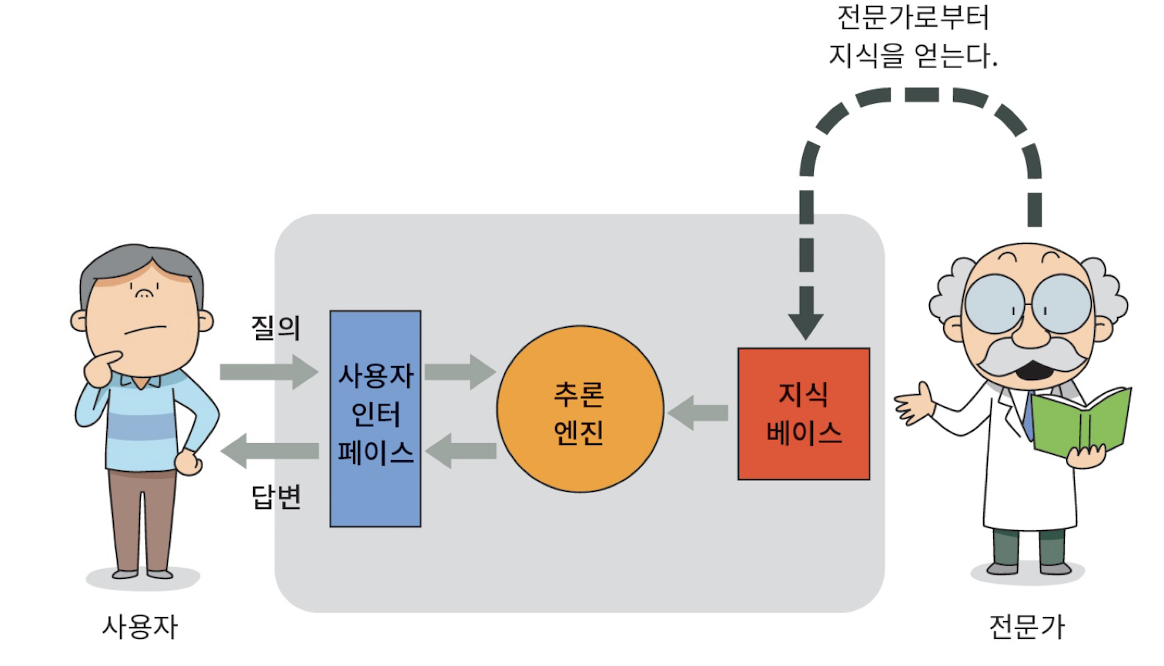 전문가로부터
지식을 얻는다.
질의
사용자
인터
페이스
추론
엔진
지식
베이스
답변
사용자
전문가